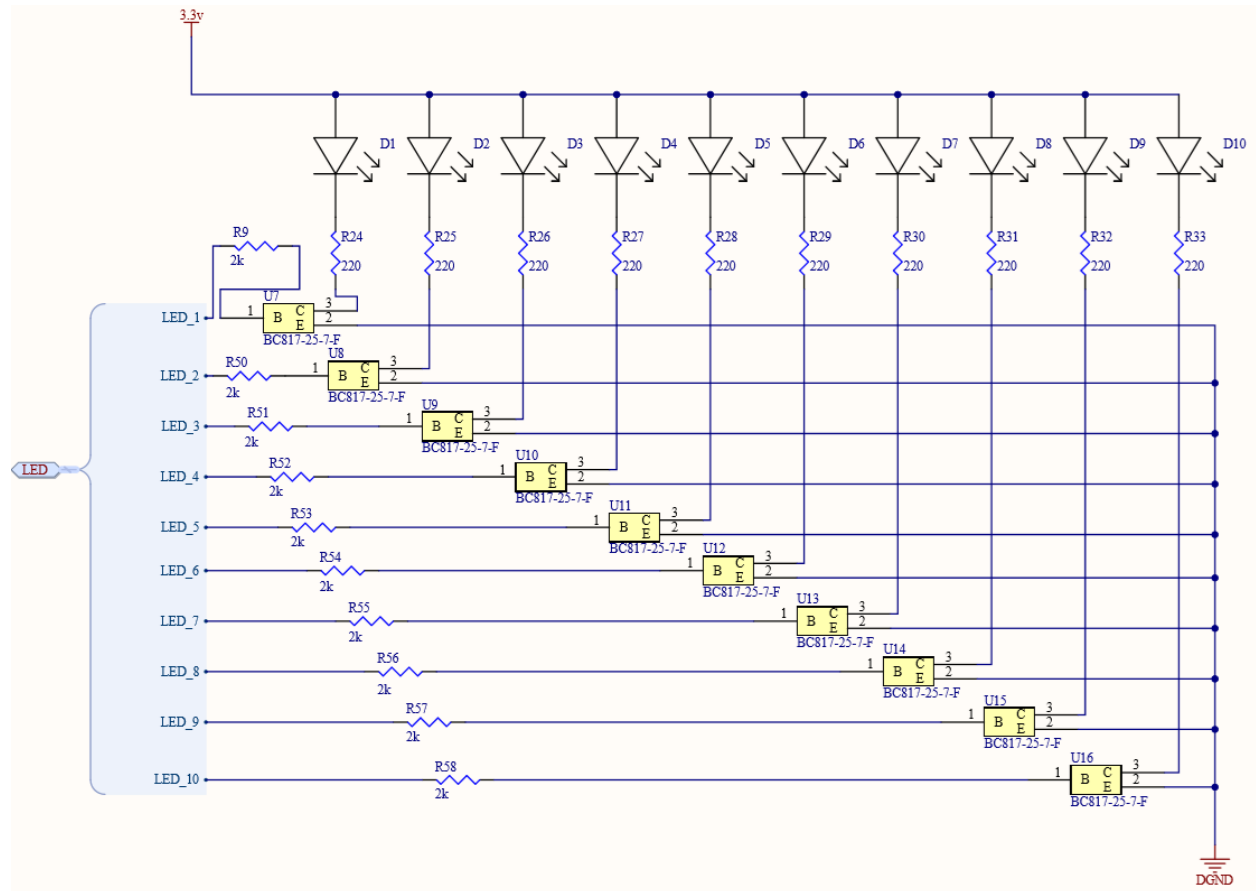 3.3v
D1 D2 D3 D4 D5 D6 D7 D8 D9 D10
R9
2k
R24 R25 R26 R27 R28 R29 R30 R31 R32 R33
220 220 220 220 220 220 220 220 220 220
LED_1
1
U7
B C E
3
2
BC817-25-7-F
LED_2
R50
2k
1
U8
B C E
3
2
BC817-25-7-F
LED_3
R51
2k
1
U9
B C E
3
2
BC817-25-7-F
LED
LED_4
R52
2k
1
U10
B C E
3
2
BC817-25-7-F
LED_5
R53
2k
1
U11
B C E
3
2
BC817-25-7-F
LED_6
R54
2k
1
U12
B C E
3
2
BC817-25-7-F
LED_7
R55
2k
1
U13
B C E
3
2
BC817-25-7-F
LED_8
R56
2k
1
U14
B C E
3
2
BC817-25-7-F
LED_9
R57
2k
1
U15
B C E
3
2
BC817-25-7-F
LED_10
R58
2k
1
U16
B C E
3
2
BC817-25-7-F
DGND